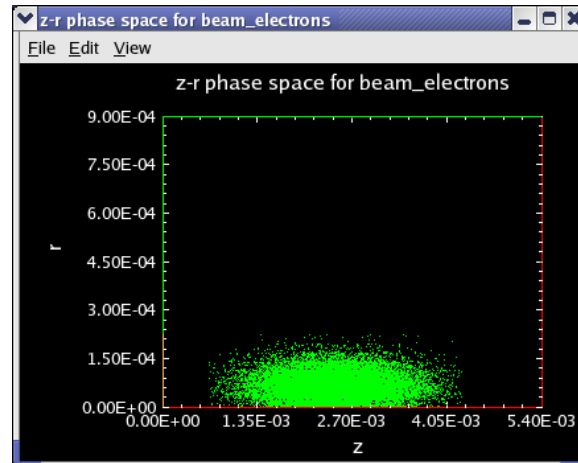 z-r phase space for beam_electrons
File Edit View
z-r phase space for beam_electrons
9.00E-04
7.50E-04
6.00E-04
r
4.50E-04
3.00E-04
1.50E-04
0.00E+00
0.00E+00 1.35E-03 2.70E-03 4.05E-03 5.40E-03
z